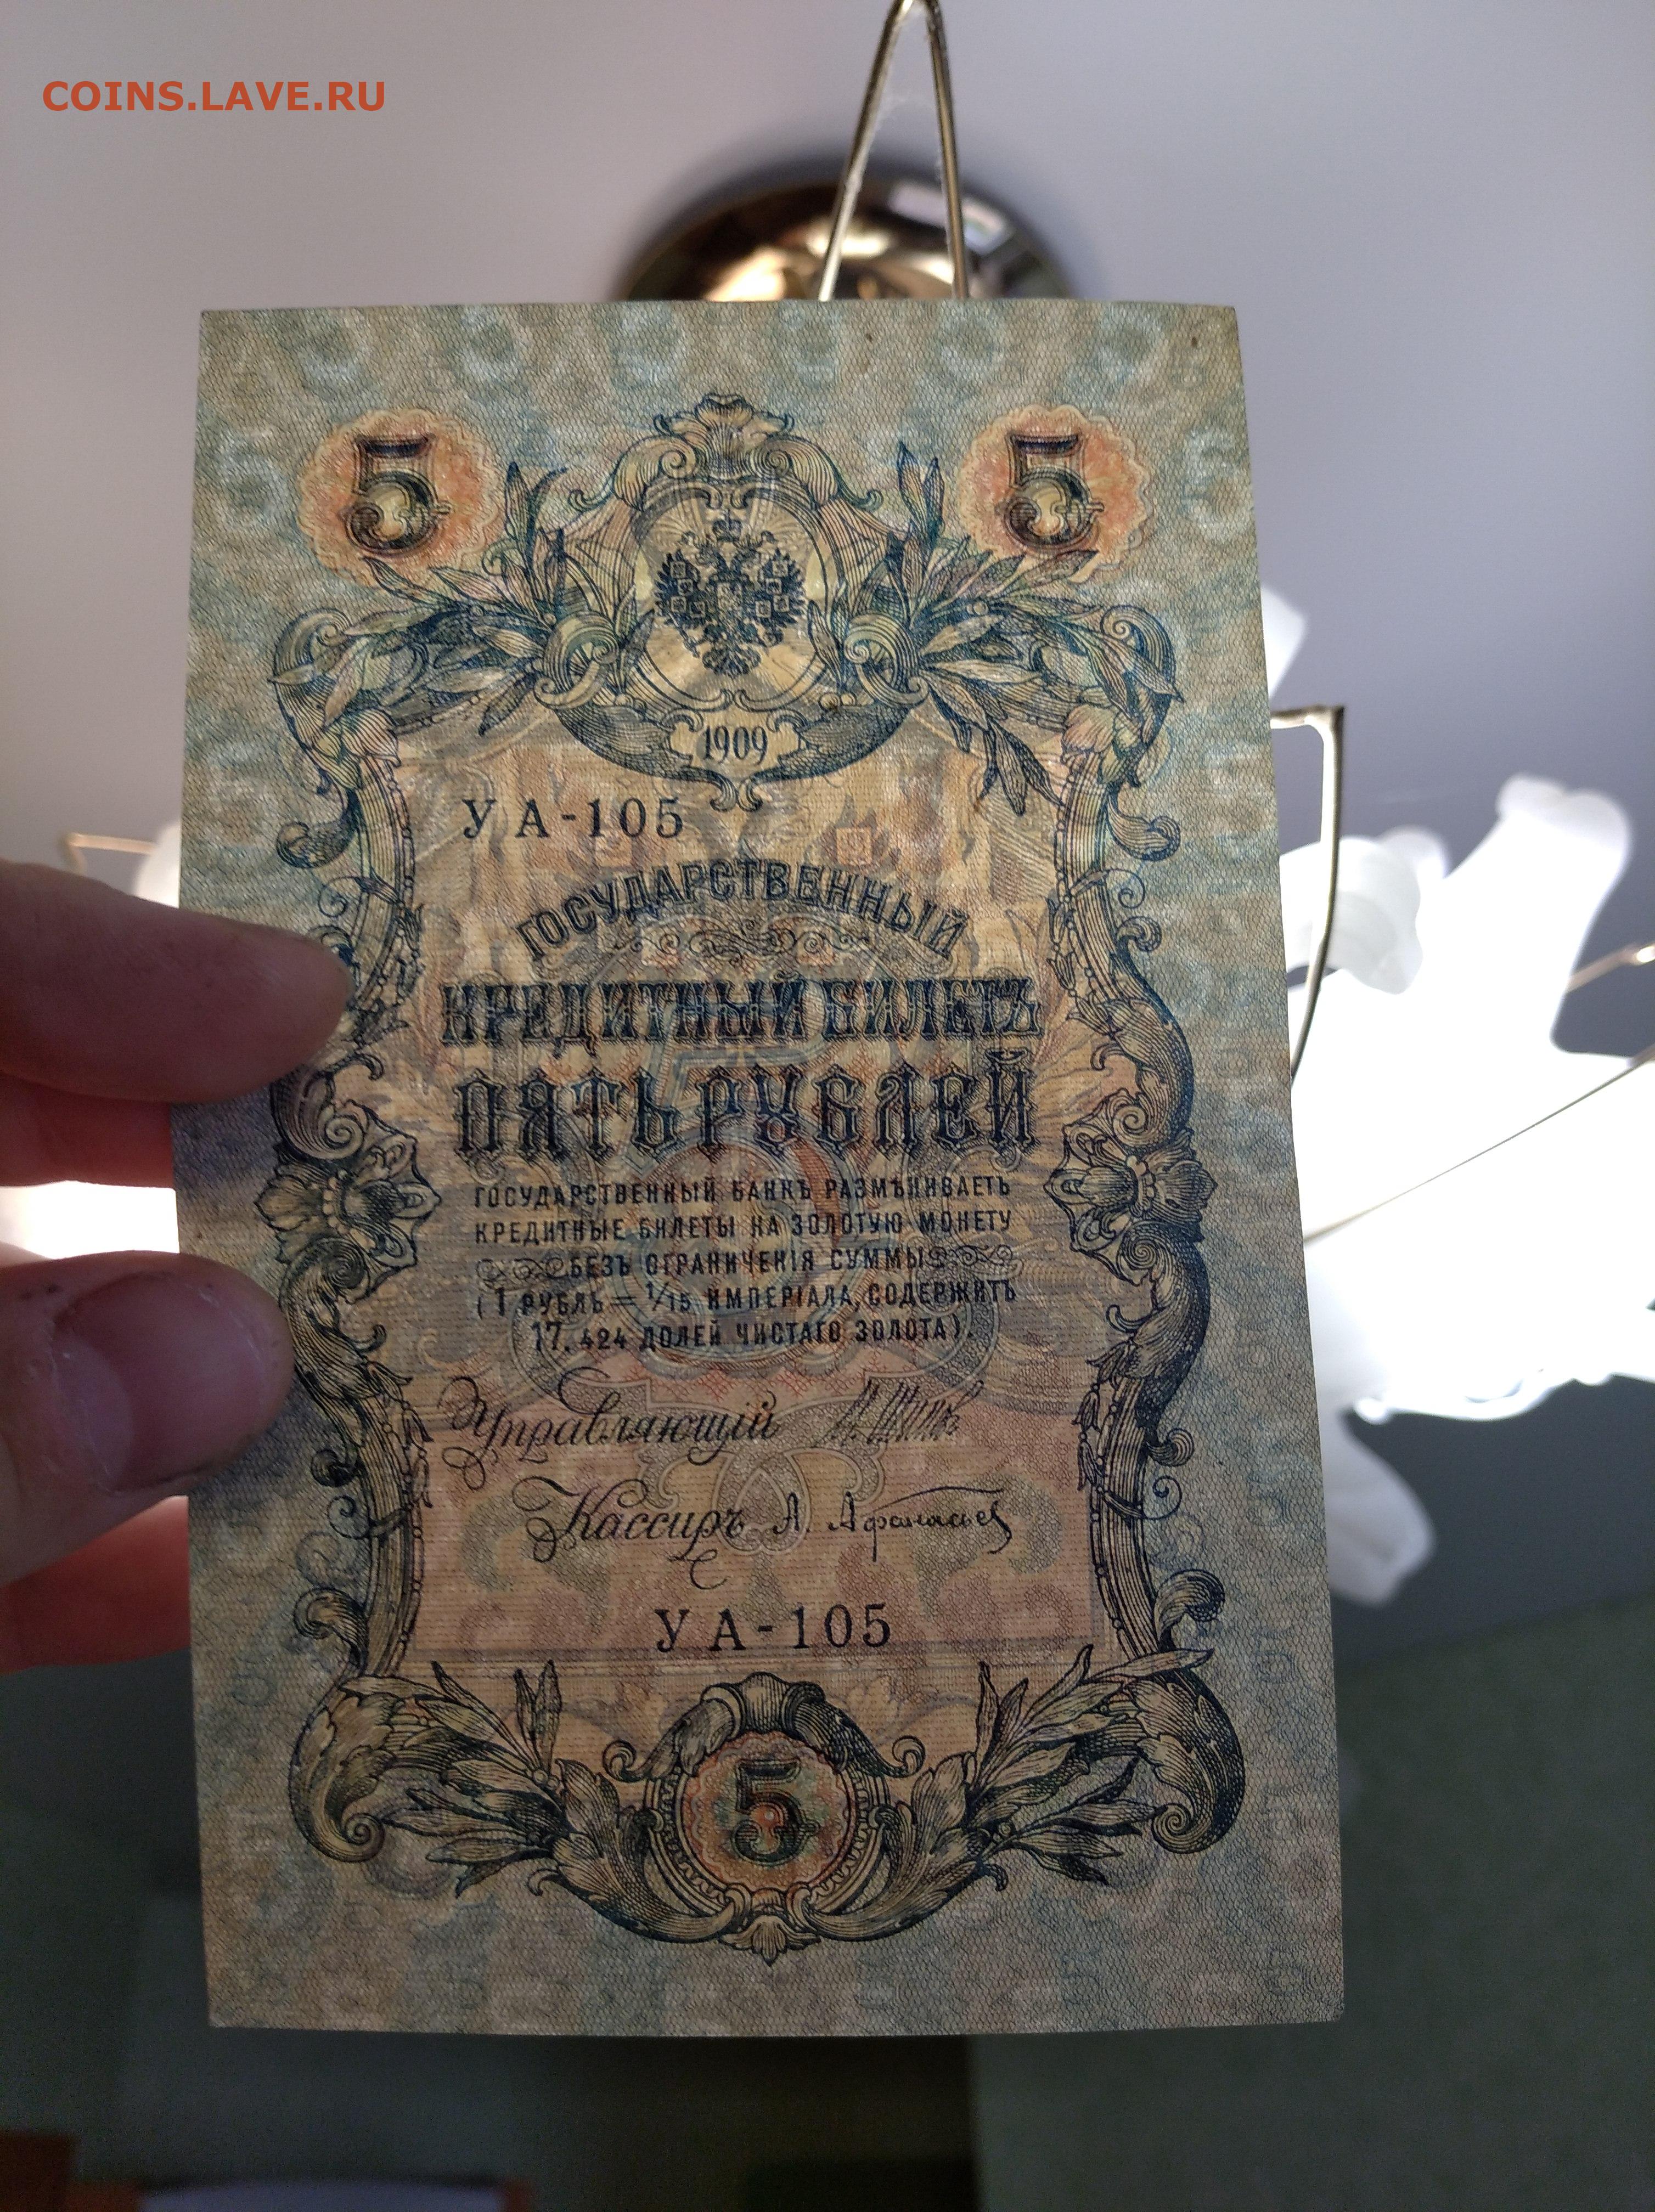 COINS.LAVE.RU
5 5
1909
УА-105
ГОСУДАРСТВЕННЫЙ
КРЕДИТНЫЙ БИЛЕТЪ
ПЯТЬ РУБЛЕЙ
ГОСУДАРСТВЕННЫЙ БАНКЪ РАЗМѢНИВАЕТЪ
КРЕДИТНЫЕ БИЛЕТЫ НА ЗОЛОТУЮ МОНЕТУ
БЕЗЪ ОГРАНИЧЕНІЯ СУММЫ
(1 РУБЛЬ = 1/15 ИМПЕРІАЛА, СОДЕРЖИТЪ
17,424 ДОЛЕЙ ЧИСТАГО ЗОЛОТА).
Управляющій И. Шиповъ
Кассиръ А. Афанасьев
УА-105
5